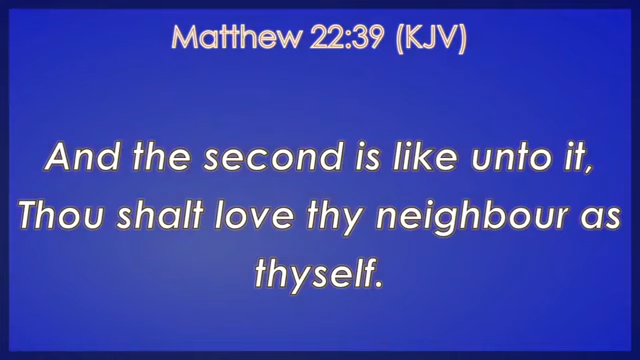 Matthew 22:39 (KJV)
And the second is like unto it,
Thou shalt love thy neighbour as
thyself.